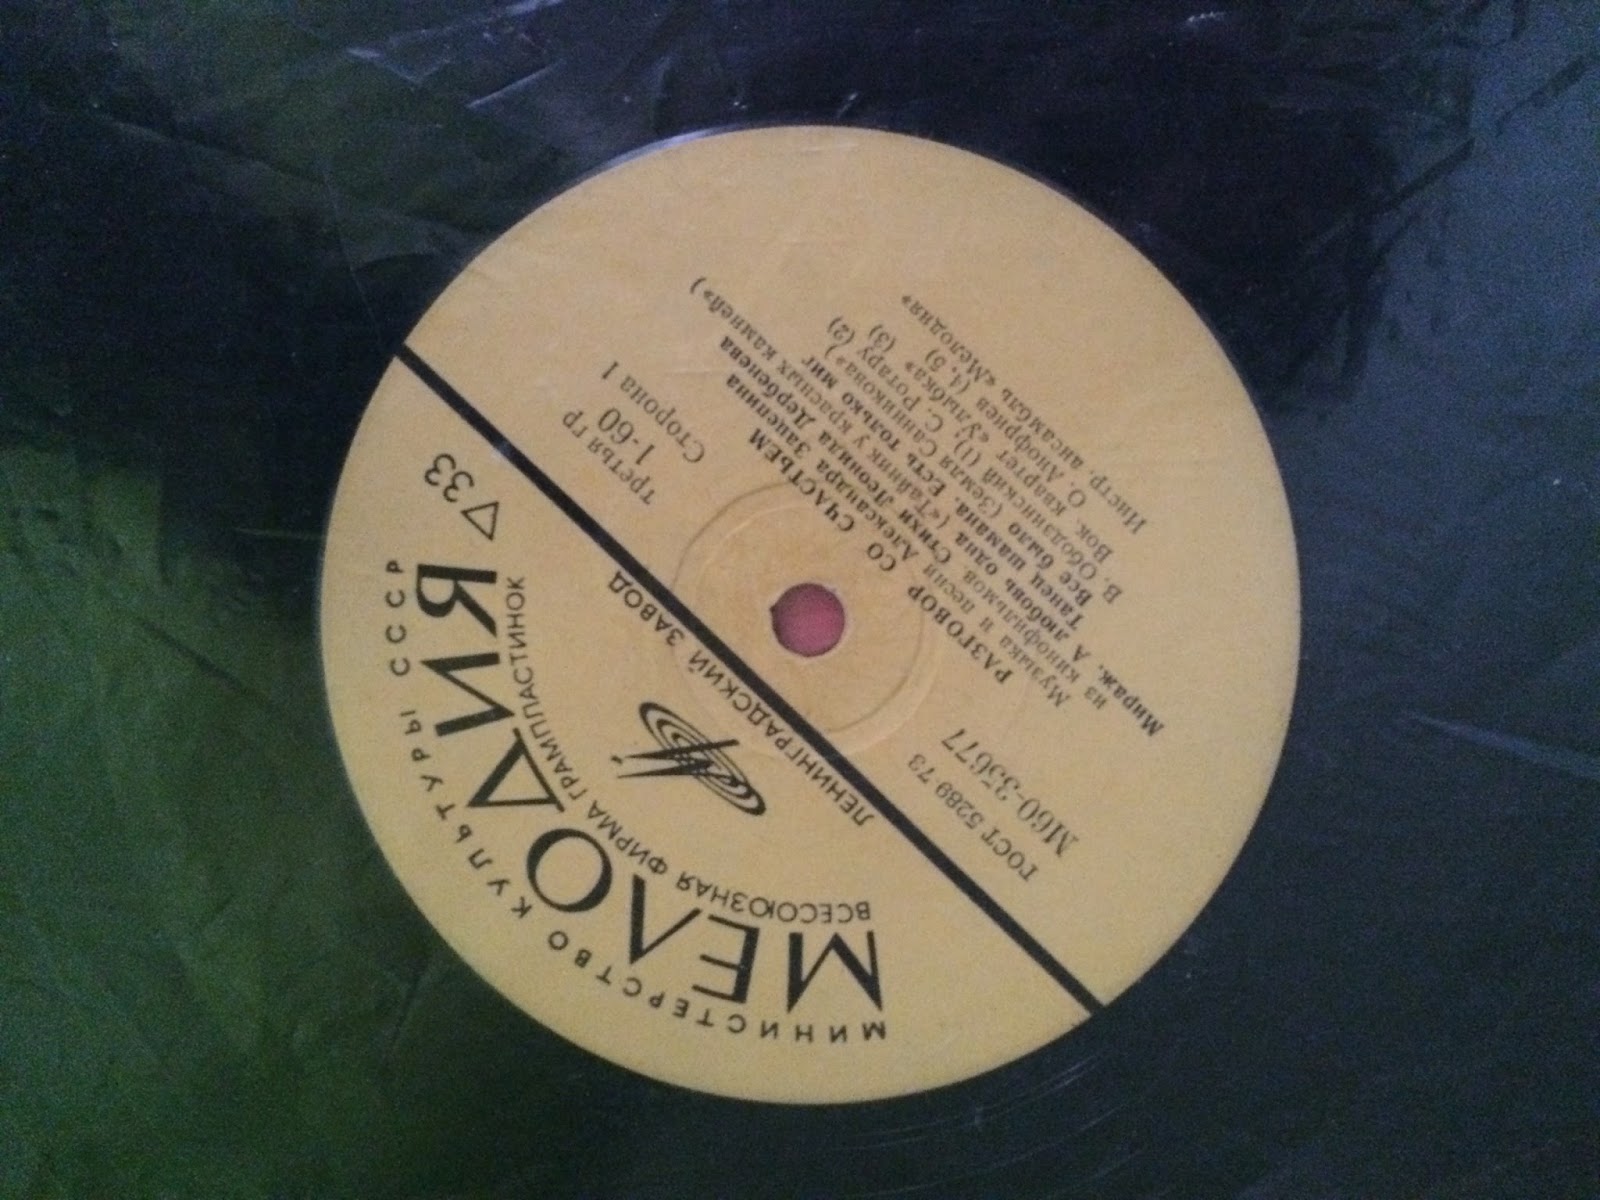 МИНИСТЕРСТВО КУЛЬТУРЫ СССР
МЕЛОДИЯ ▷33
ВСЕСОЮЗНАЯ ФИРМА ГРАМПЛАСТИНОК
ЛЕНИНГРАДСКИЙ ЗАВОД
ГОСТ 5289 73
третья гр
М60-35677
1-60
Сторона 1
РАЗГОВОР СО СЧАСТЬЕМ
Музыка и песни Александра Зацепина
из кинофильмов. Стихи Леонида Дербенева
Мираж. А любовь одна («Тайник у красных камней»)
Танец шамана. Есть только миг
Все было (Земля Санникова»)
В. Ободзинский (1), С. Ротару (2)
Вок. квартет «Улыбка» (3)
О. Анофриев (4, 5)
Инстр. ансамбль «Мелодия»